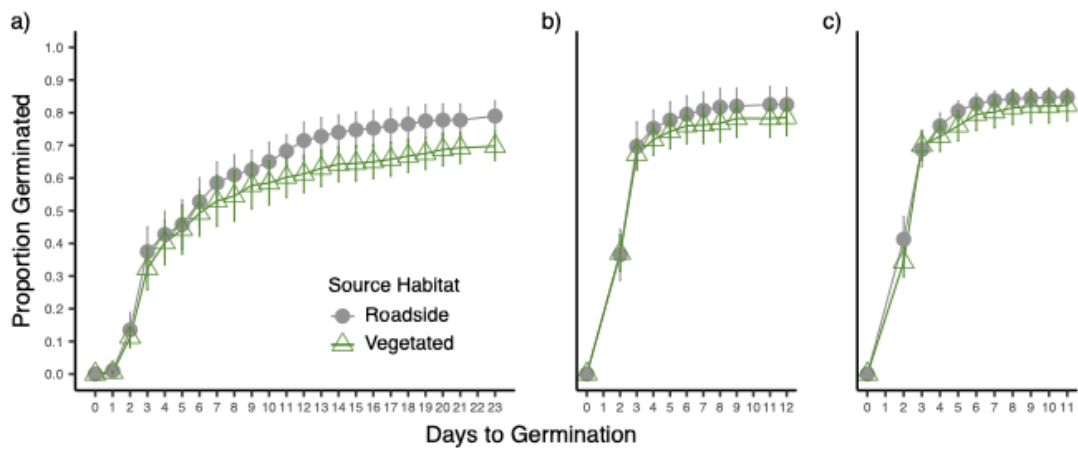 a)
b)
c)
Proportion Germinated
1.0
0.9
0.8
0.7
0.6
0.5
0.4
0.3
0.2
0.1
0.0
Source Habitat
Roadside
Vegetated
0 1 2 3 4 5 6 7 8 9 10 11 12 13 14 15 16 17 18 19 20 21 22 23
0 1 2 3 4 5 6 7 8 9 10 11 12
0 1 2 3 4 5 6 7 8 9 10 11
Days to Germination